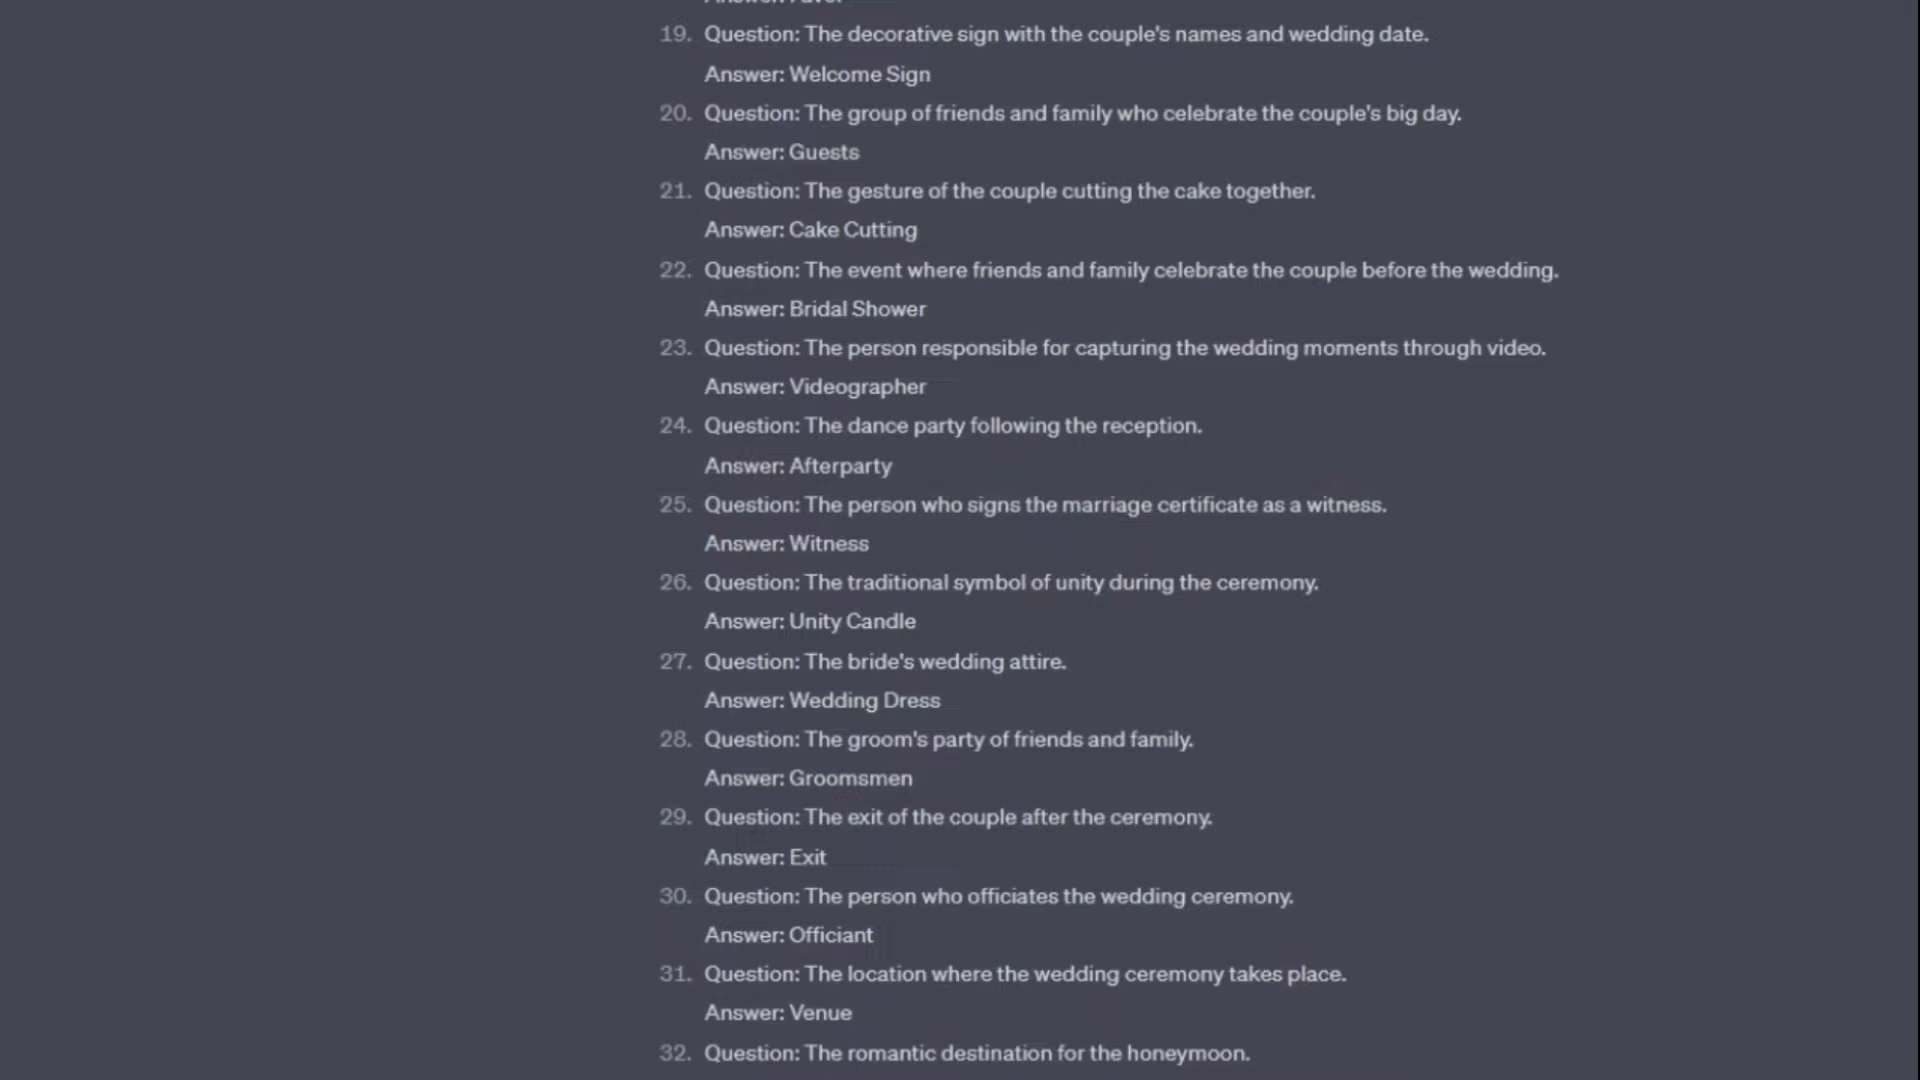 19. Question: The decorative sign with the couple's names and wedding date.
Answer: Welcome Sign
20. Question: The group of friends and family who celebrate the couple's big day.
Answer: Guests
21. Question: The gesture of the couple cutting the cake together.
Answer: Cake Cutting
22. Question: The event where friends and family celebrate the couple before the wedding.
Answer: Bridal Shower
23. Question: The person responsible for capturing the wedding moments through video.
Answer: Videographer
24. Question: The dance party following the reception.
Answer: Afterparty
25. Question: The person who signs the marriage certificate as a witness.
Answer: Witness
26. Question: The traditional symbol of unity during the ceremony.
Answer: Unity Candle
27. Question: The bride's wedding attire.
Answer: Wedding Dress
28. Question: The groom's party of friends and family.
Answer: Groomsmen
29. Question: The exit of the couple after the ceremony.
Answer: Exit
30. Question: The person who officiates the wedding ceremony.
Answer: Officiant
31. Question: The location where the wedding ceremony takes place.
Answer: Venue
32. Question: The romantic destination for the honeymoon.